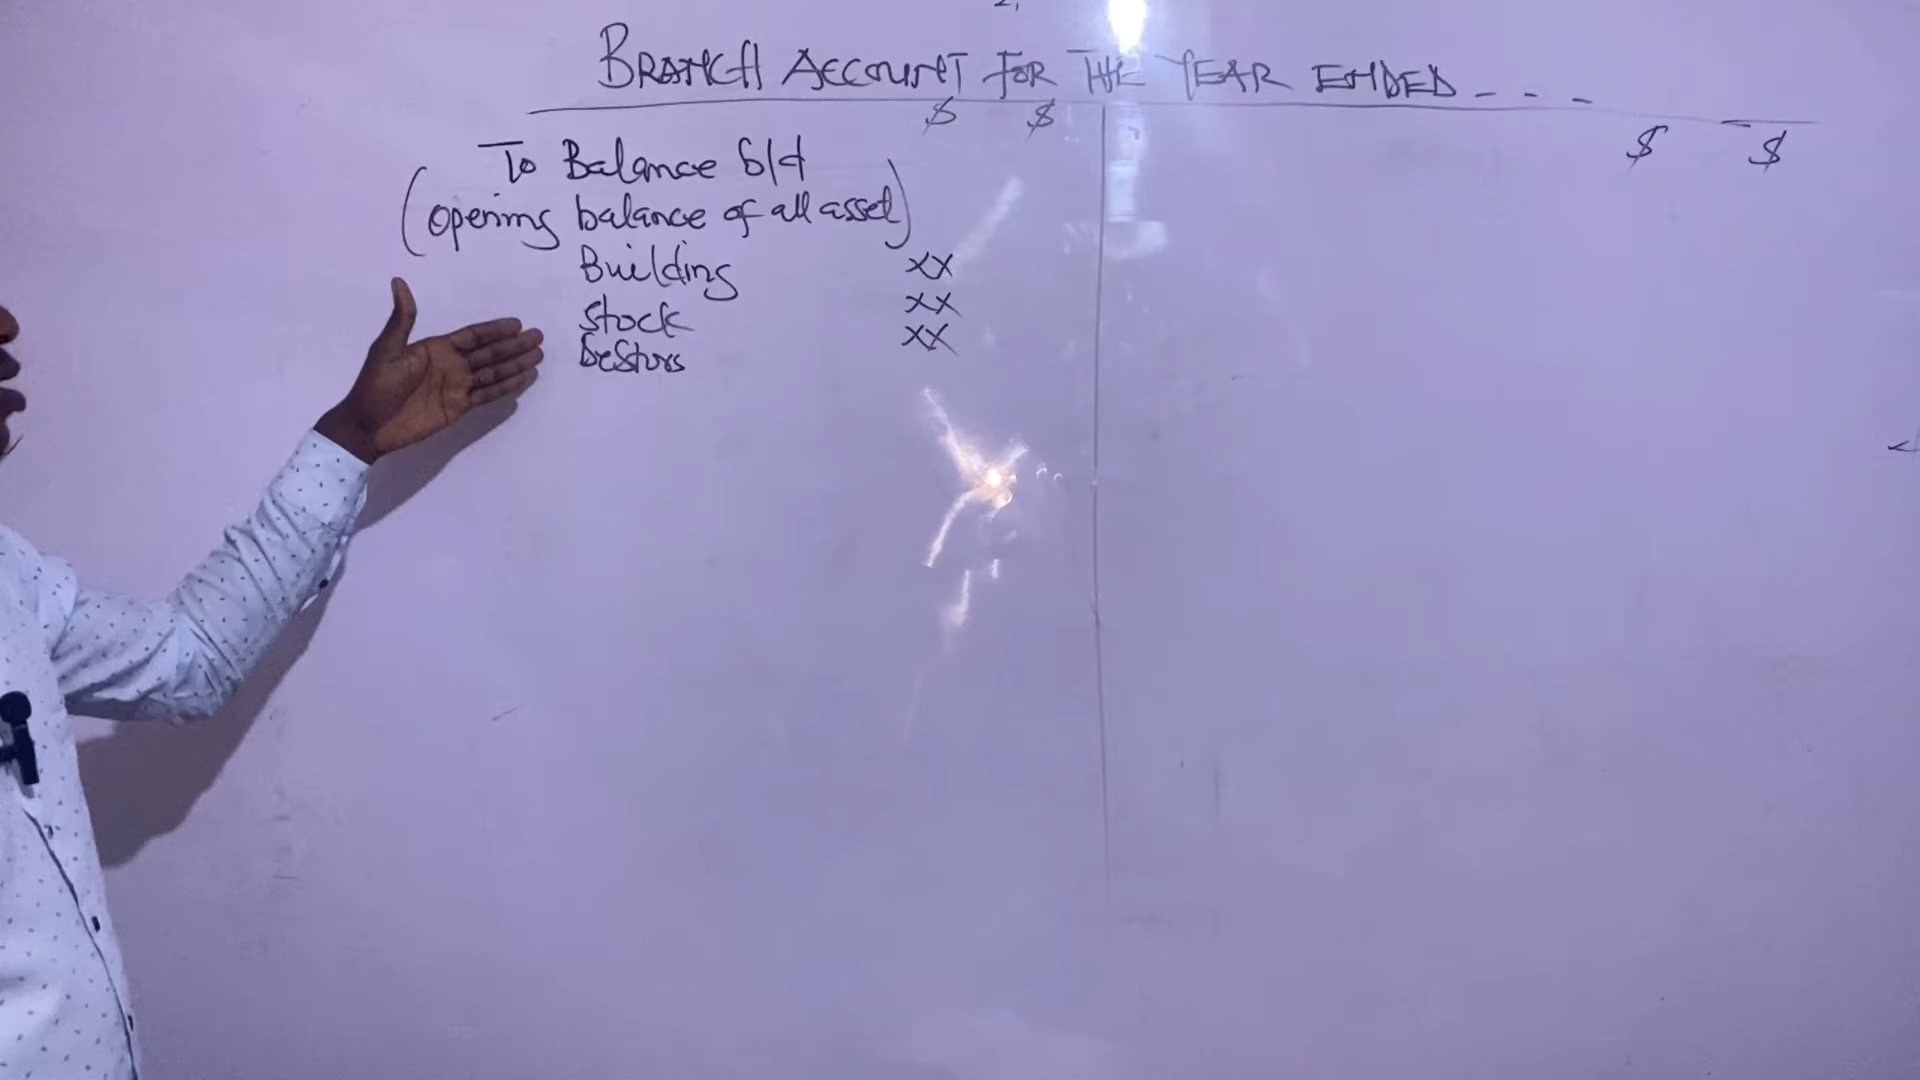 BRANCH ACCOUNT FOR THE YEAR ENDED - - -
$ $ $ $
To Balance b/d
(opening balance of all asset)
Building xx
Stock xx
Debtors xx